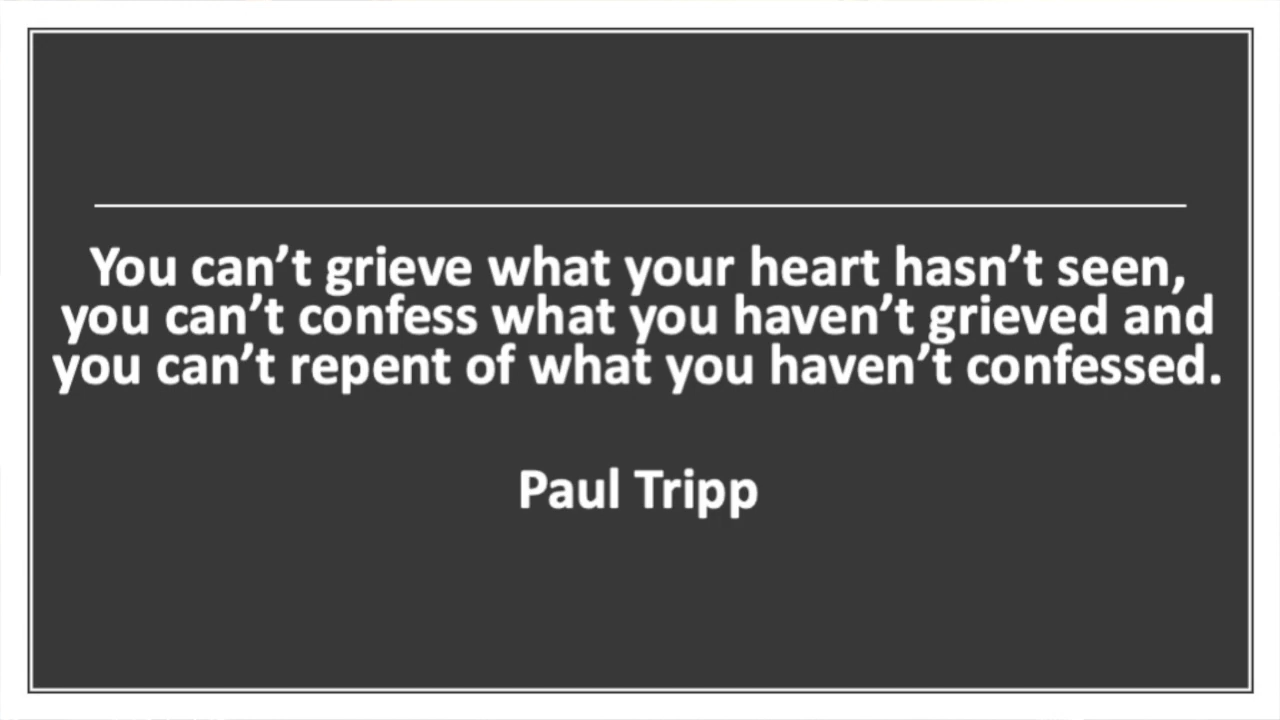 You can’t grieve what your heart hasn’t seen,
you can’t confess what you haven’t grieved and
you can’t repent of what you haven’t confessed.
Paul Tripp